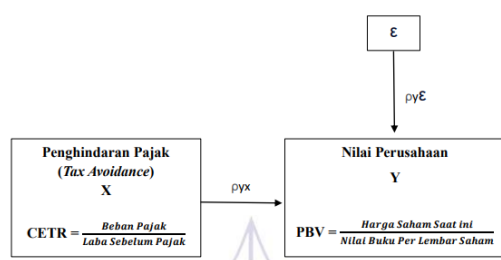 ε
ρyε
Penghindaran Pajak
(Tax Avoidance)
X
CETR = Beban Pajak / Laba Sebelum Pajak
ρyx
Nilai Perusahaan
Y
PBV = Harga Saham Saat ini / Nilai Buku Per Lembar Saham